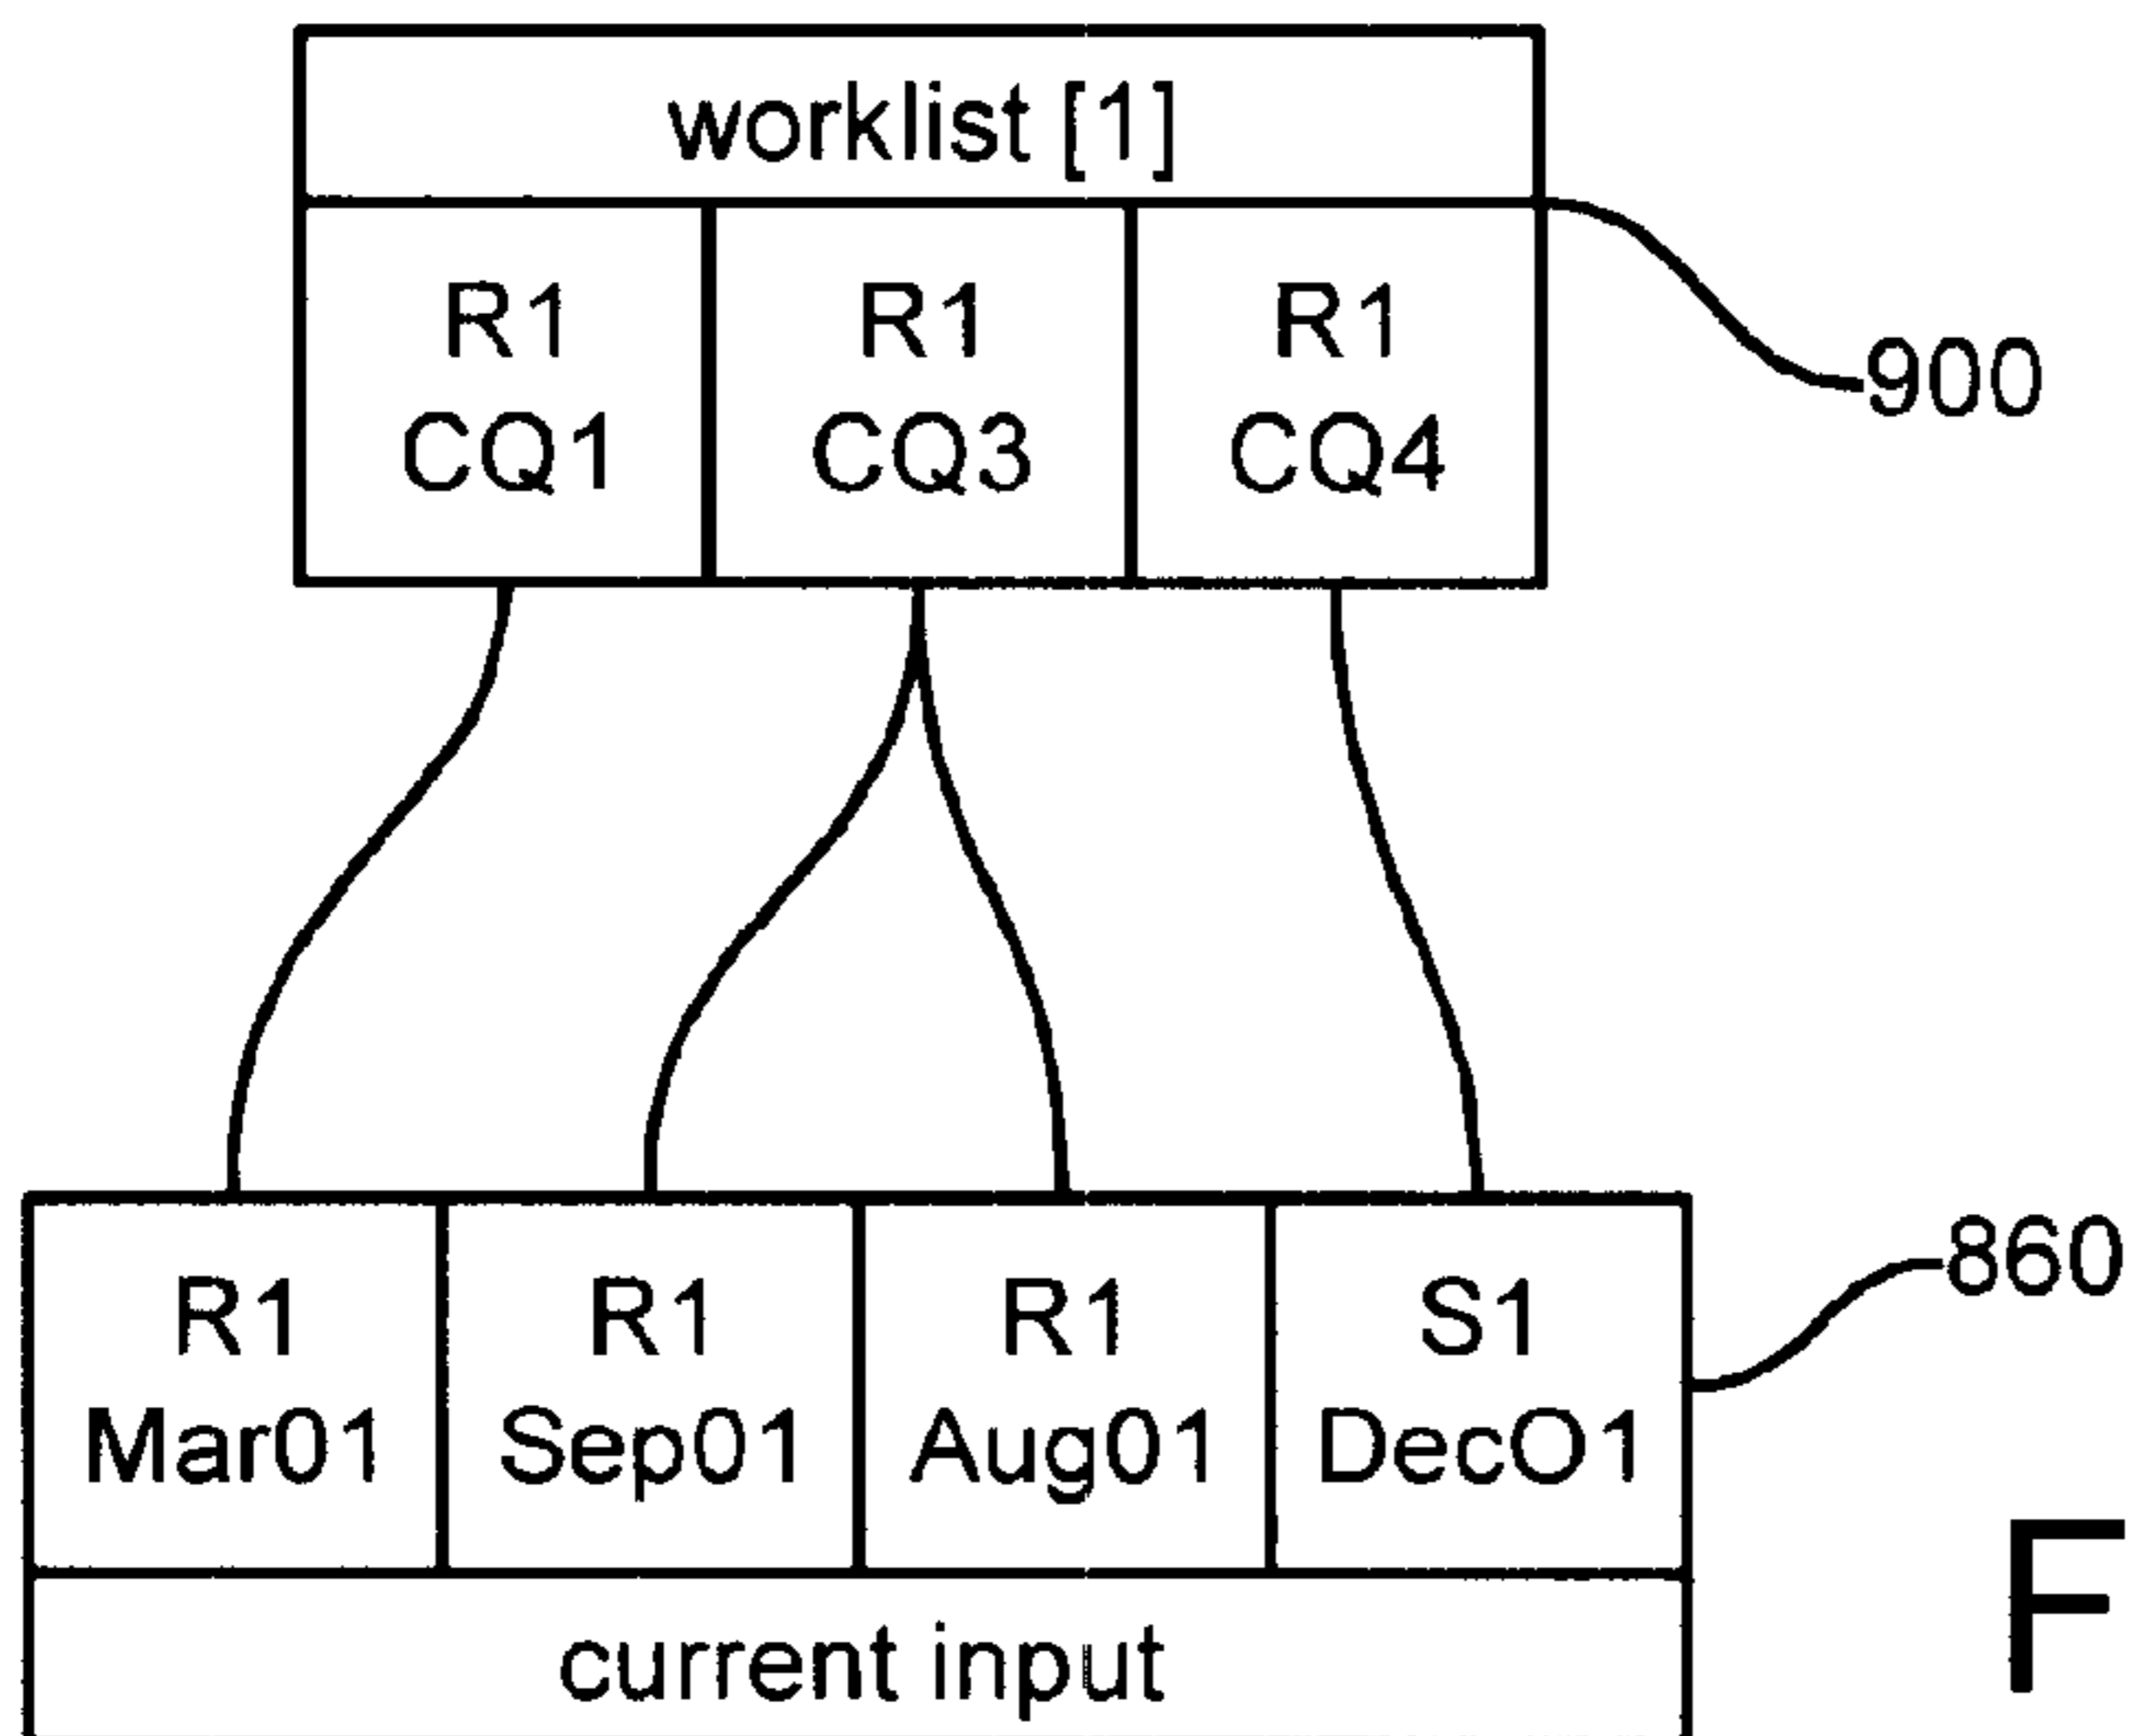 worklist [1]
R1 R1 R1
CQ1 CQ3 CQ4
900
860
R1 R1 R1 S1
Mar01 Sep01 Aug01 DecO1
current input
F